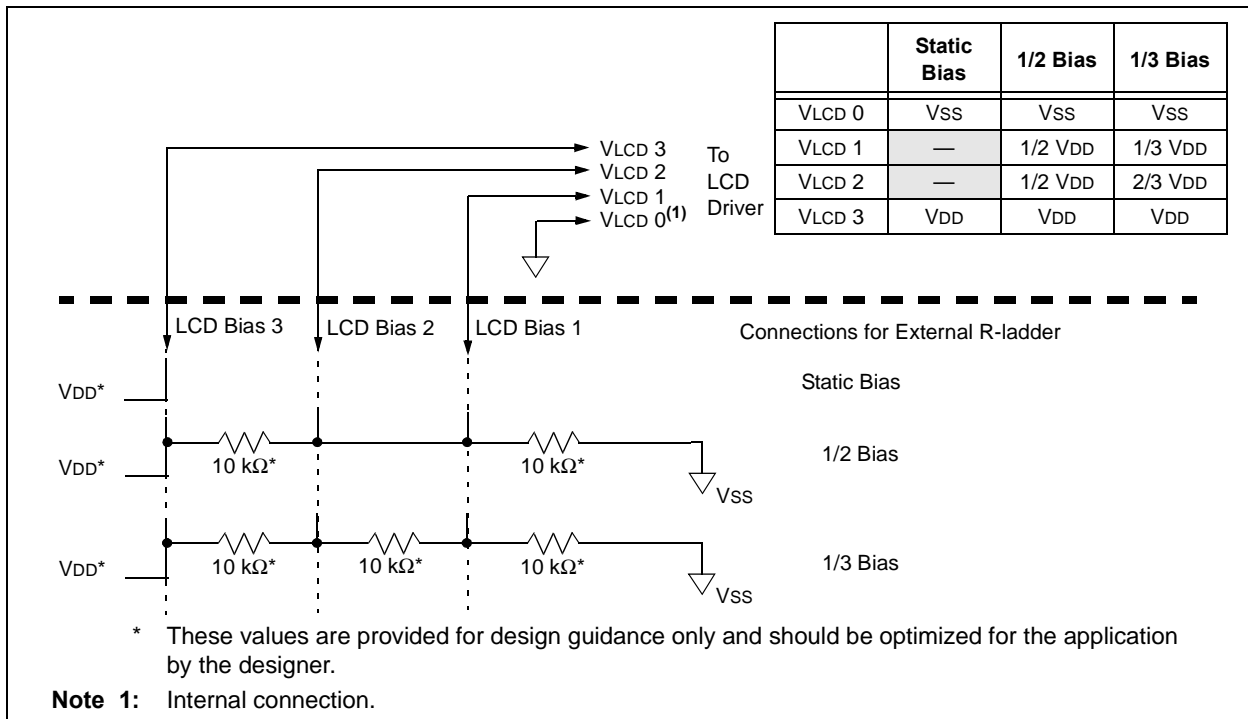 Static Bias 1/2 Bias 1/3 Bias
VLCD 0 VSS VSS VSS
VLCD 1 — 1/2 VDD 1/3 VDD
VLCD 2 — 1/2 VDD 2/3 VDD
VLCD 3 VDD VDD VDD
VLCD 3
VLCD 2
VLCD 1
VLCD 0(1)
To
LCD
Driver
LCD Bias 3 LCD Bias 2 LCD Bias 1 Connections for External R-ladder
VDD* Static Bias
VDD* 10 kΩ* 10 kΩ* VSS 1/2 Bias
VDD* 10 kΩ* 10 kΩ* 10 kΩ* VSS 1/3 Bias
* These values are provided for design guidance only and should be optimized for the application
by the designer.
Note 1: Internal connection.